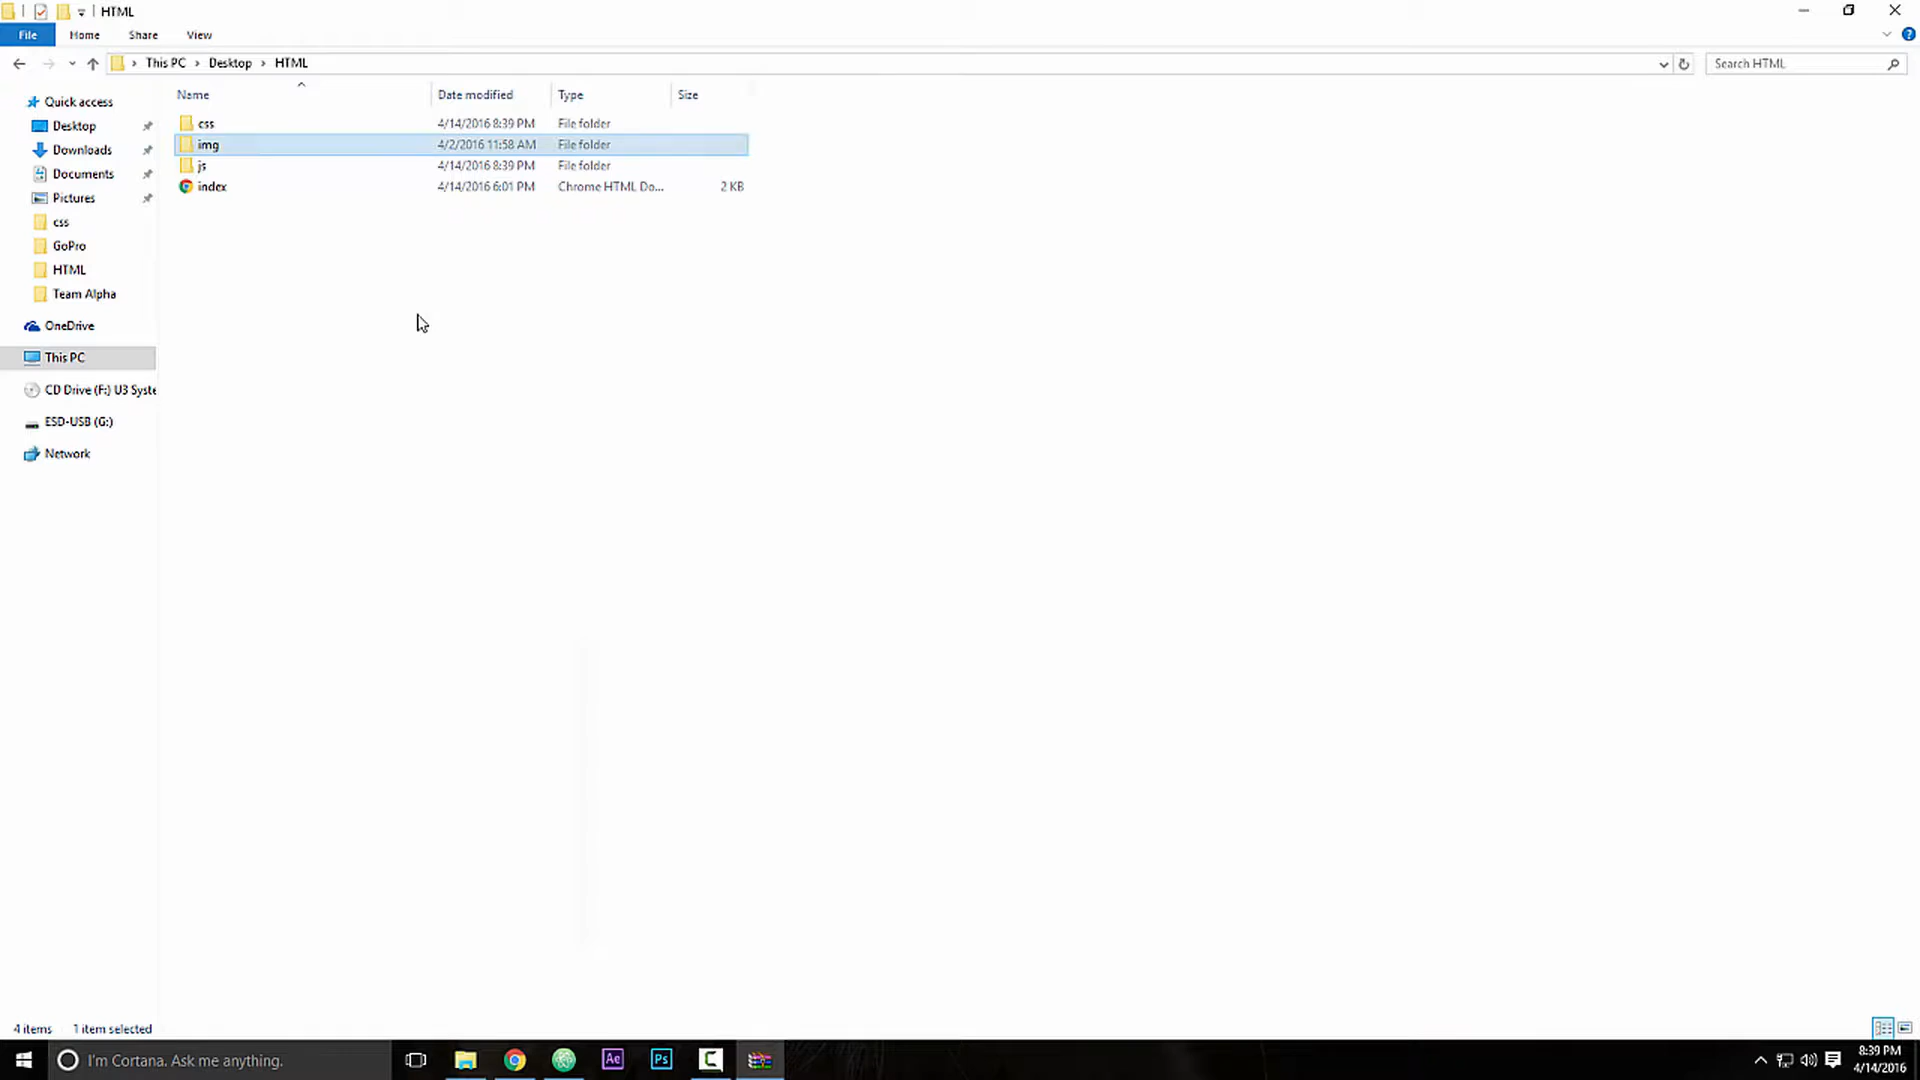 HTML
File Home Share View
This PC Desktop HTML
Search HTML
Name Date modified Type Size
css 4/14/2016 8:39 PM File folder
img 4/2/2016 11:58 AM File folder
js 4/14/2016 8:39 PM File folder
index 4/14/2016 6:01 PM Chrome HTML Do... 2 KB
Quick access
Desktop
Downloads
Documents
Pictures
css
GoPro
HTML
Team Alpha
OneDrive
This PC
CD Drive (F:) U3 Syste
ESD-USB (G:)
Network
4 items 1 item selected
I'm Cortana. Ask me anything.
Ae Ps C
8:39 PM
4/14/2016